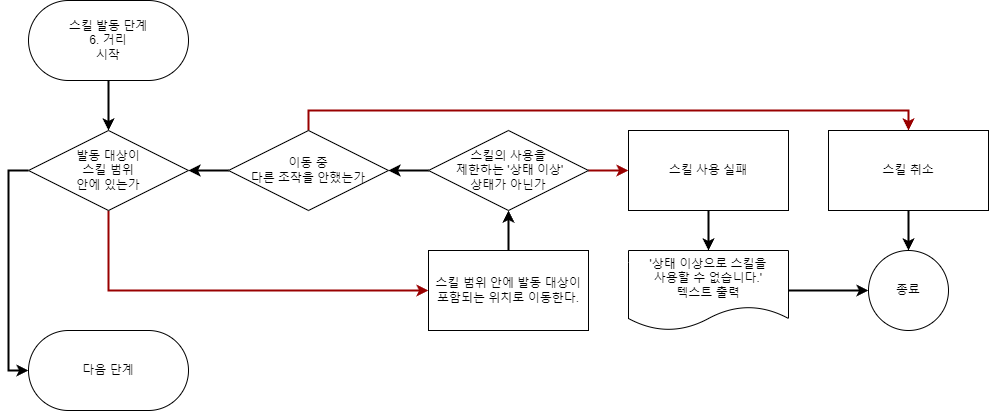 스킬 발동 단계
6. 거리
시작
발동 대상이
스킬 범위
안에 있는가
이동 중
다른 조작을 안했는가
스킬의 사용을
제한하는 '상태 이상'
상태가 아닌가
스킬 사용 실패
스킬 취소
스킬 범위 안에 발동 대상이
포함되는 위치로 이동한다.
'상태 이상으로 스킬을
사용할 수 없습니다.'
텍스트 출력
종료
다음 단계